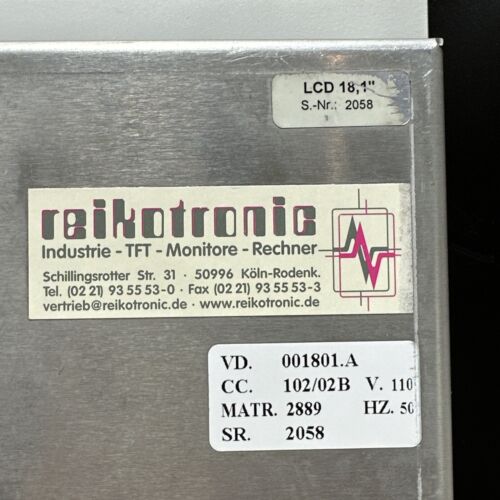 LCD 18,1"
S.-Nr.: 2058
reikotronic
Industrie - TFT - Monitore - Rechner
Schillingsrotter Str. 31 · 50996 Köln-Rodenk.
Tel. (02 21) 93 55 53-0 · Fax (02 21) 93 55 53-3
vertrieb@reikotronic.de · www.reikotronic.de
VD. 001801.A
CC. 102/02B V. 110
MATR. 2889 HZ.
SR. 2058